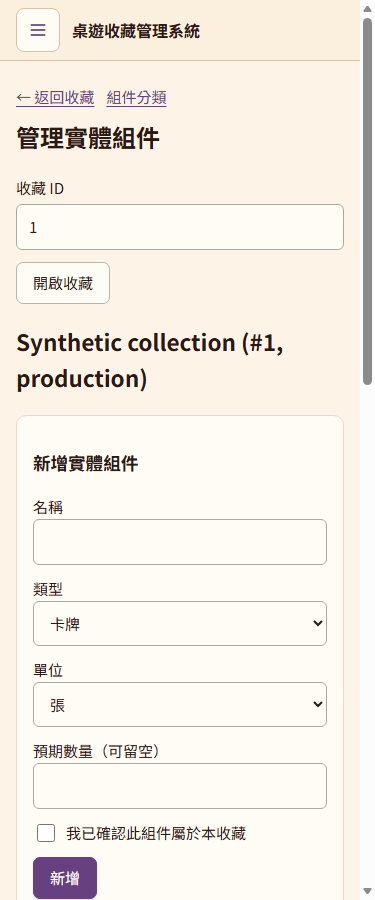 桌遊收藏管理系統
← 返回收藏 組件分類
管理實體組件
收藏 ID
1
開啟收藏
Synthetic collection (#1,
production)
新增實體組件
名稱
類型
卡牌
單位
張
預期數量（可留空）
我已確認此組件屬於本收藏
新增